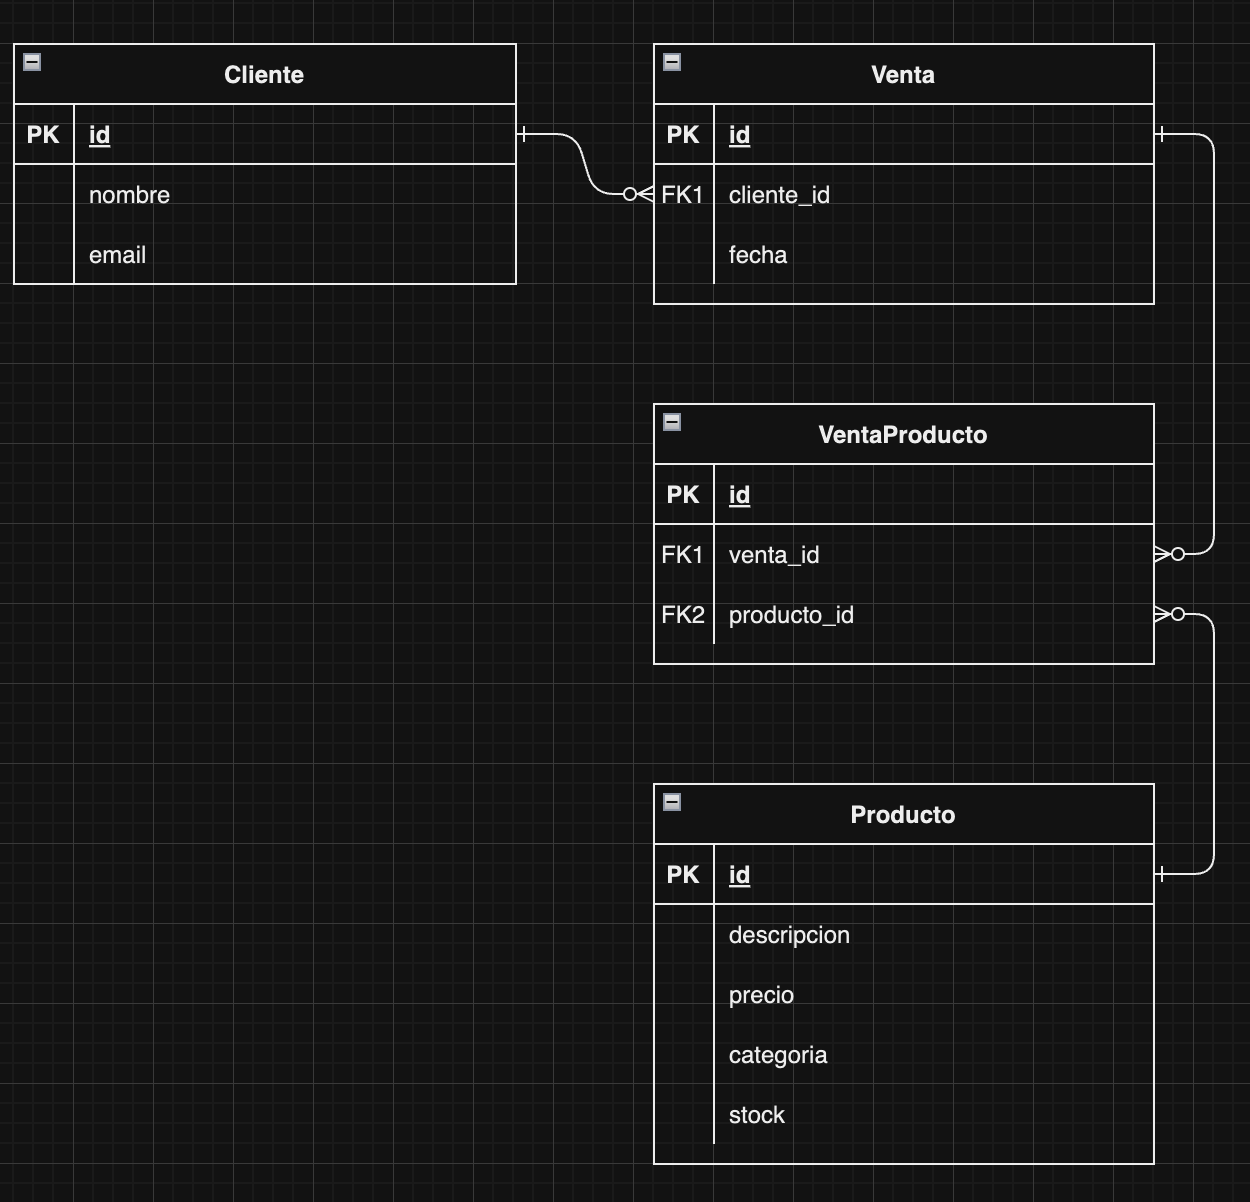 Cliente
PK id
nombre
email
Venta
PK id
FK1 cliente_id
fecha
VentaProducto
PK id
FK1 venta_id
FK2 producto_id
Producto
PK id
descripcion
precio
categoria
stock